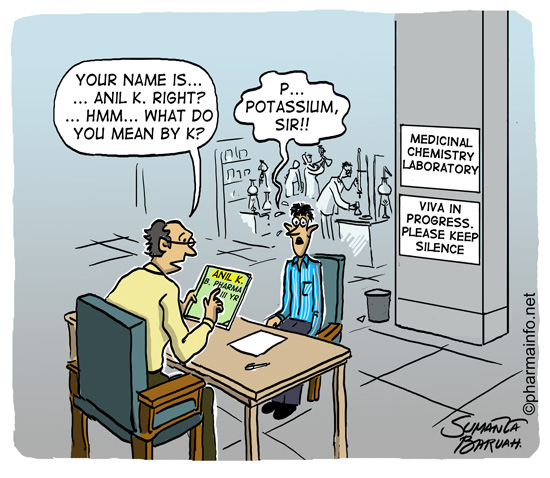 YOUR NAME IS...
... ANIL K. RIGHT?
... HMM... WHAT DO
YOU MEAN BY K?
P...
POTASSIUM,
SIR!!
MEDICINAL
CHEMISTRY
LABORATORY
VIVA IN
PROGRESS.
PLEASE KEEP
SILENCE
ANIL K.
B. PHARMA
III YR
©pharmainfo.net
SUMANTA
BARUAH.